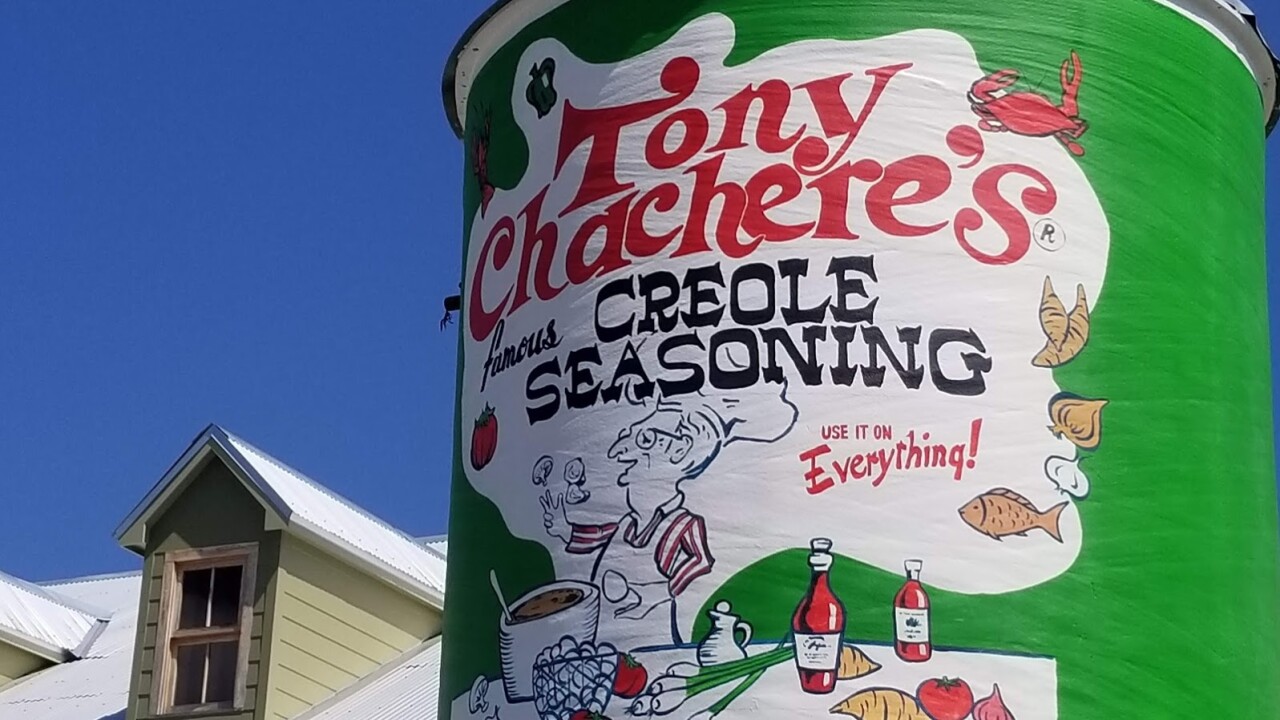 Tony
Chachere's ®
famous CREOLE
SEASONING
USE IT ON
Everything!